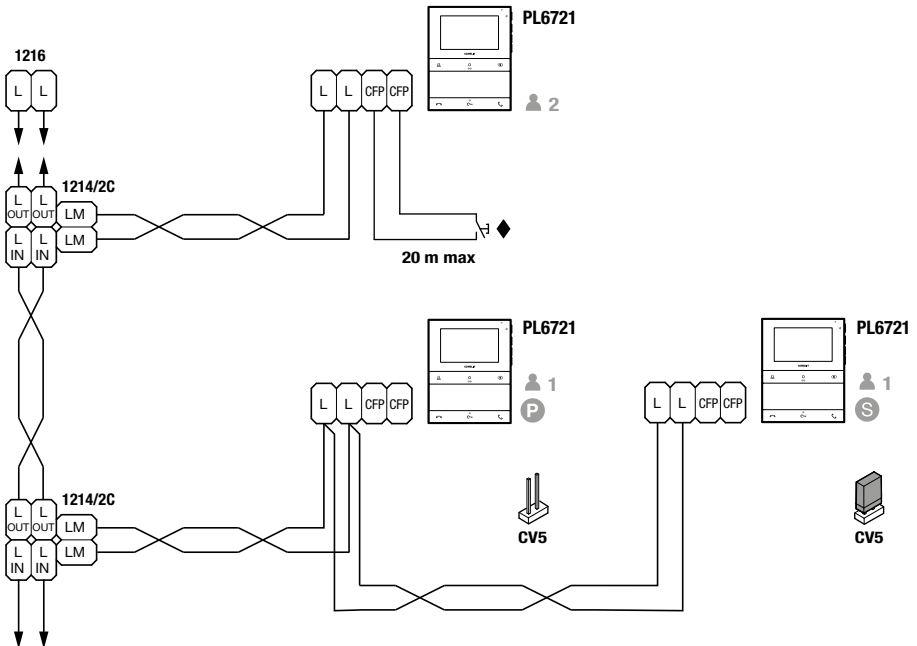 PL6721
1216
L L
L L CFP CFP
2
1214/2C
L OUT L OUT LM
L IN L IN LM
20 m max
PL6721
PL6721
1
1
L L CFP CFP
L L CFP CFP
P
S
1214/2C
L OUT L OUT LM
L IN L IN LM
CV5
CV5